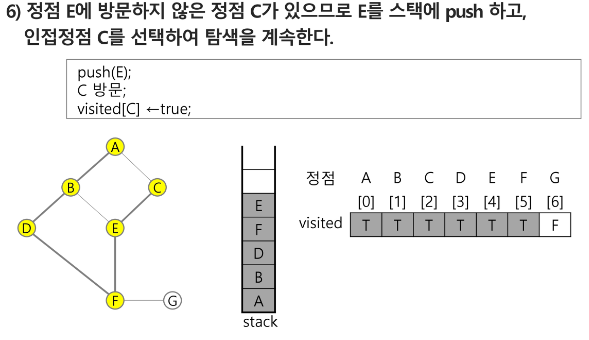 6) 정점 E에 방문하지 않은 정점 C가 있으므로 E를 스택에 push 하고,
인접정점 C를 선택하여 탐색을 계속한다.
push(E);
C 방문;
visited[C] ←true;
A
B
C
D
E
F
G
E
F
D
B
A
stack
정점 A B C D E F G
[0] [1] [2] [3] [4] [5] [6]
visited T T T T T T F